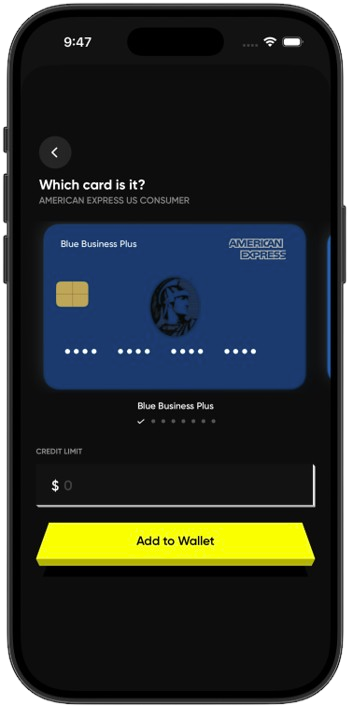 9:47
Which card is it?
AMERICAN EXPRESS US CONSUMER
Blue Business Plus
AMERICAN
EXPRESS
Blue Business Plus
CREDIT LIMIT
$ 0
Add to Wallet